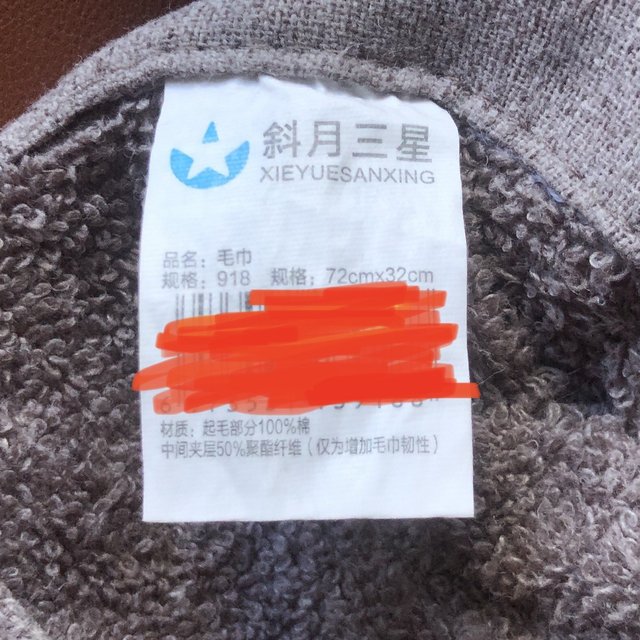 斜月三星
XIEYUESANXING
品名：毛巾
规格：918 规格：72cmx32cm
材质：起毛部分100%棉
中间夹层50%聚酯纤维（仅为增加毛巾韧性）